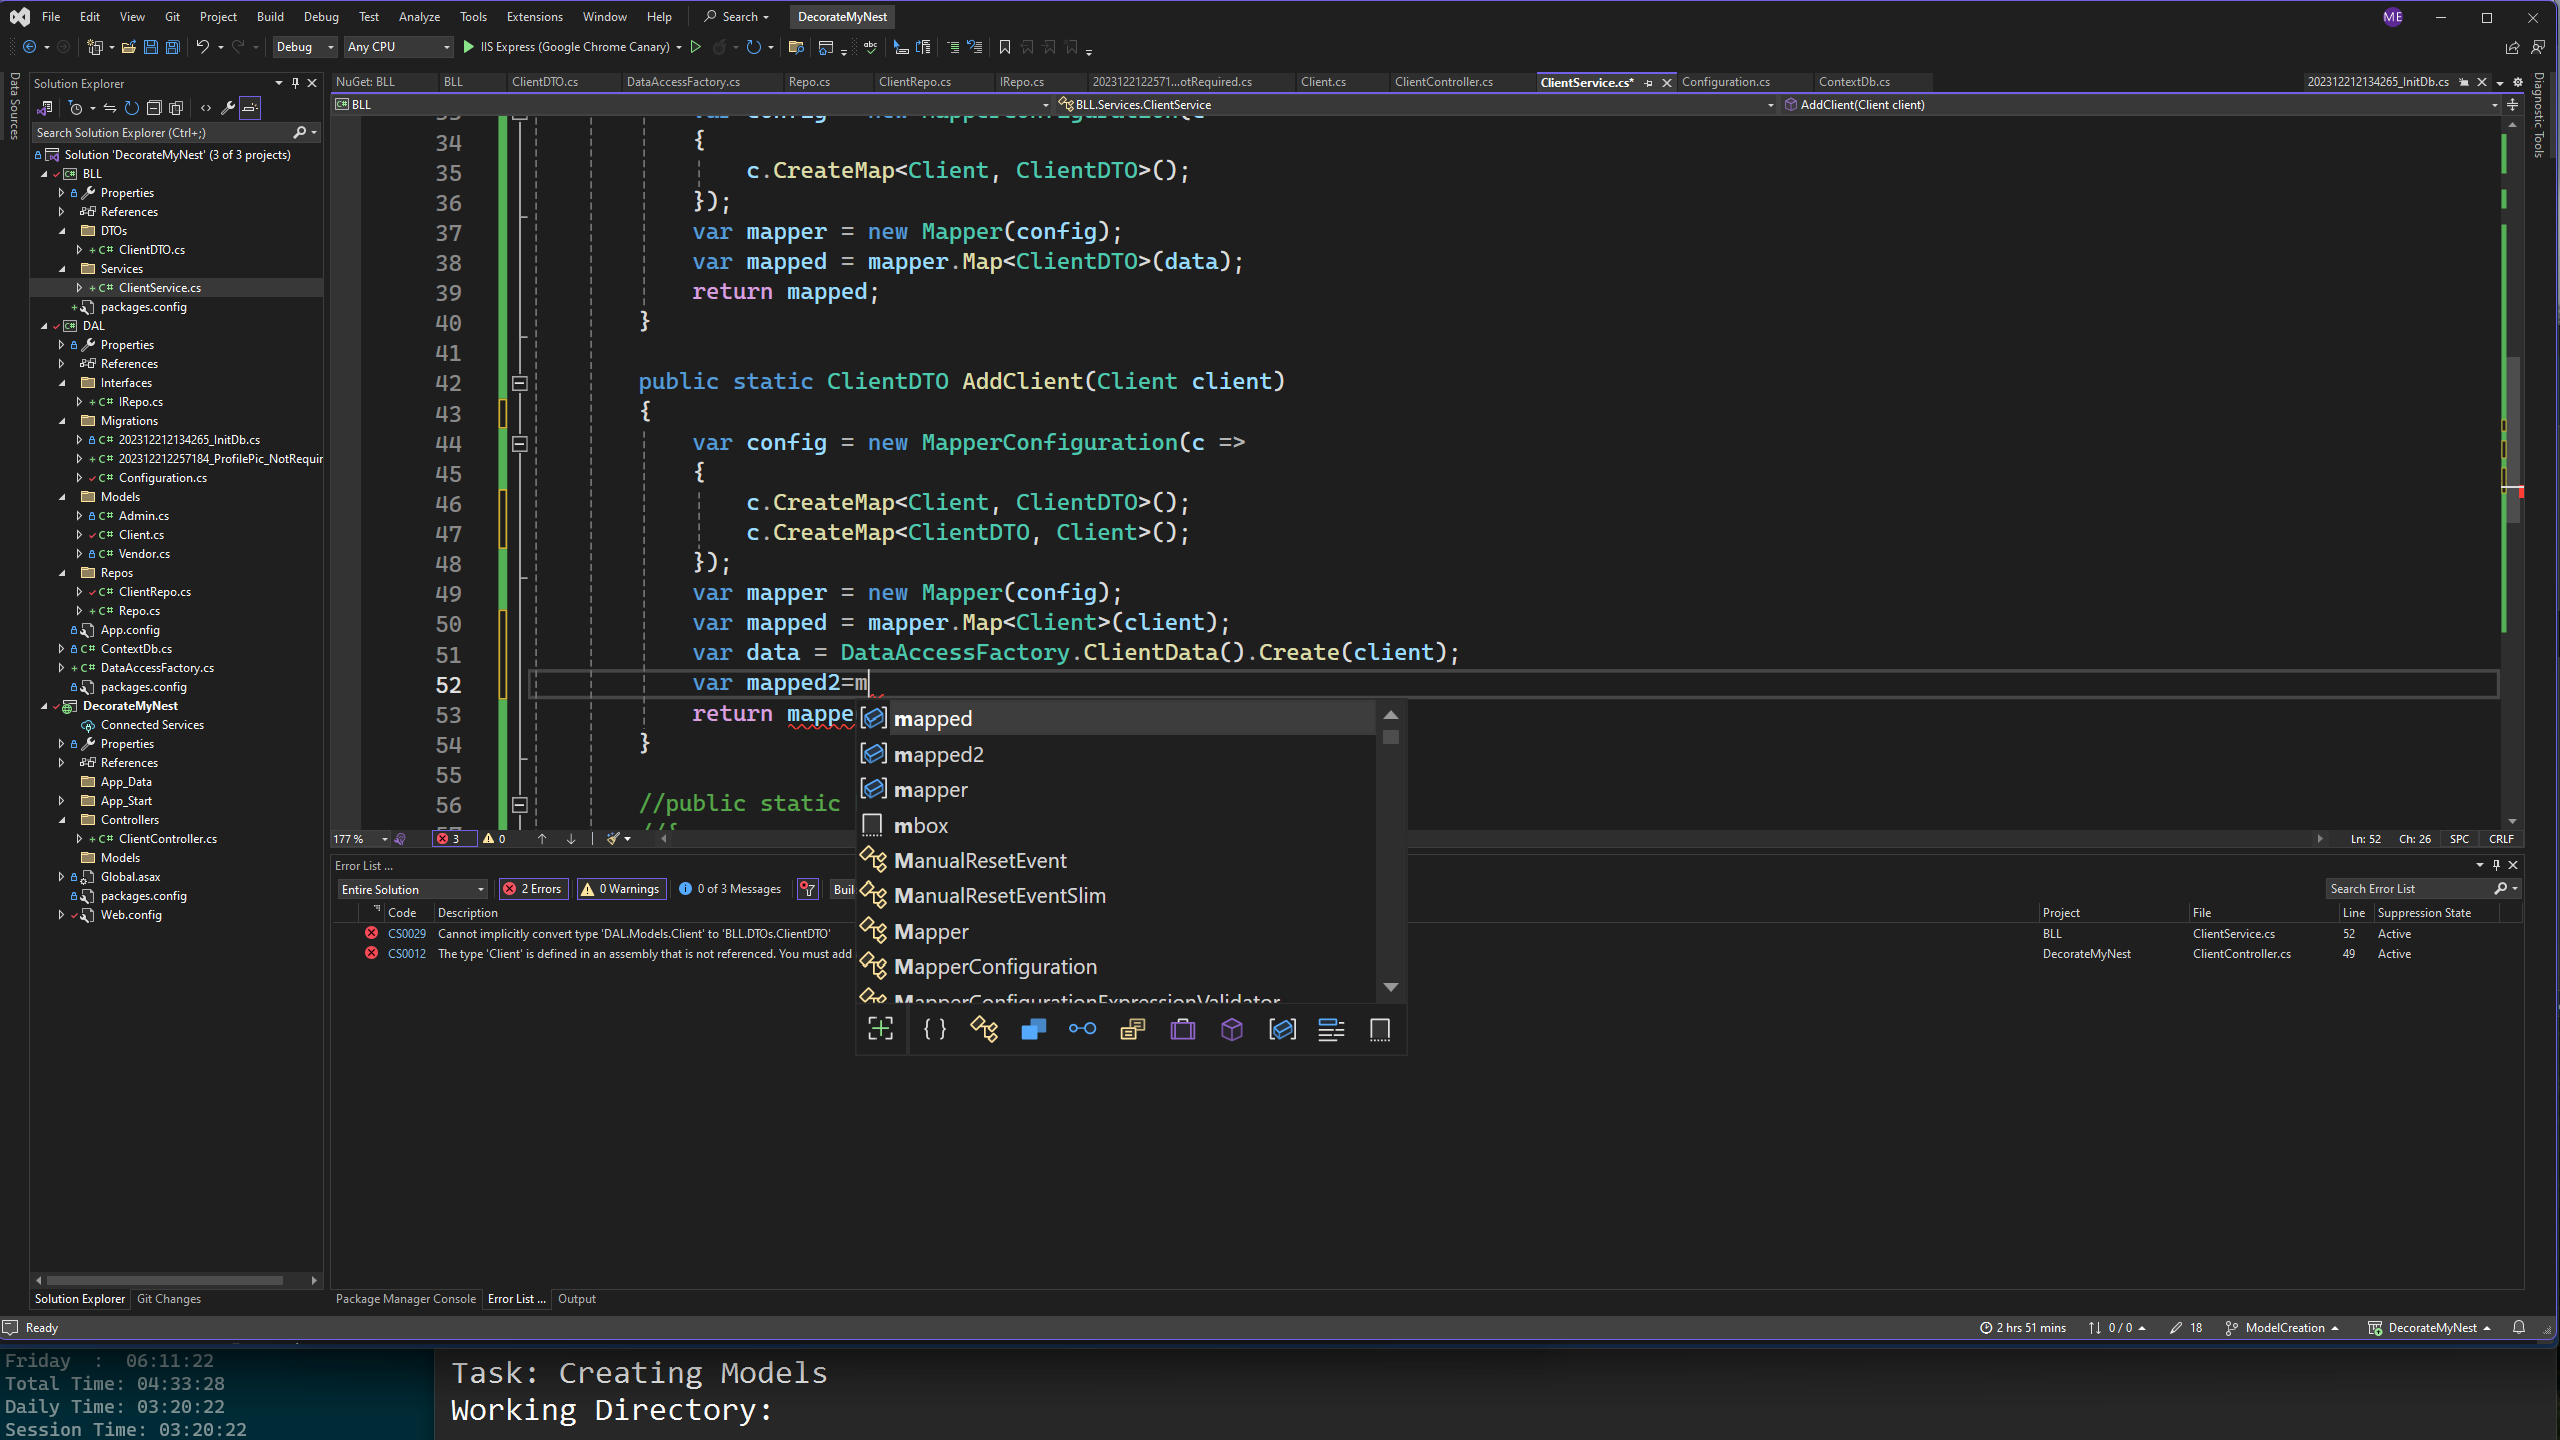 File Edit View Git Project Build Debug Test Analyze Tools Extensions Window Help Search DecorateMyNest ME
Debug Any CPU IIS Express (Google Chrome Canary)
Data Sources
Solution Explorer
Search Solution Explorer (Ctrl+;)
Solution 'DecorateMyNest' (3 of 3 projects)
BLL
Properties
References
DTOs
C# ClientDTO.cs
Services
C# ClientService.cs
packages.config
DAL
Properties
References
Interfaces
C# IRepo.cs
Migrations
C# 202312212134265_InitDb.cs
C# 202312212257184_ProfilePic_NotRequir
C# Configuration.cs
Models
C# Admin.cs
C# Client.cs
C# Vendor.cs
Repos
C# ClientRepo.cs
C# Repo.cs
App.config
C# ContextDb.cs
C# DataAccessFactory.cs
packages.config
DecorateMyNest
Connected Services
Properties
References
App_Data
App_Start
Controllers
C# ClientController.cs
Models
Global.asax
packages.config
Web.config
Solution Explorer Git Changes
NuGet: BLL BLL ClientDTO.cs DataAccessFactory.cs Repo.cs ClientRepo.cs IRepo.cs 2023122122571...otRequired.cs Client.cs ClientController.cs ClientService.cs* Configuration.cs ContextDb.cs 202312212134265_InitDb.cs
BLL BLL.Services.ClientService AddClient(Client client)
Diagnostic Tools
34 {
35 c.CreateMap<Client, ClientDTO>();
36 });
37 var mapper = new Mapper(config);
38 var mapped = mapper.Map<ClientDTO>(data);
39 return mapped;
40 }
41
42 public static ClientDTO AddClient(Client client)
43 {
44 var config = new MapperConfiguration(c =>
45 {
46 c.CreateMap<Client, ClientDTO>();
47 c.CreateMap<ClientDTO, Client>();
48 });
49 var mapper = new Mapper(config);
50 var mapped = mapper.Map<Client>(client);
51 var data = DataAccessFactory.ClientData().Create(client);
52 var mapped2=m
53 return mappe
54 }
55
56 //public static
mapped
mapped2
mapper
mbox
ManualResetEvent
ManualResetEventSlim
Mapper
MapperConfiguration
MapperConfigurationExpressionValidator
177 % 3 0 Ln: 52 Ch: 26 SPC CRLF
Error List ...
Entire Solution 2 Errors 0 Warnings 0 of 3 Messages Buil Search Error List
Code Description Project File Line Suppression State
CS0029 Cannot implicitly convert type 'DAL.Models.Client' to 'BLL.DTOs.ClientDTO' BLL ClientService.cs 52 Active
CS0012 The type 'Client' is defined in an assembly that is not referenced. You must add DecorateMyNest ClientController.cs 49 Active
Package Manager Console Error List ... Output
Ready 2 hrs 51 mins 0 / 0 18 ModelCreation DecorateMyNest
Friday : 06:11:22
Total Time: 04:33:28
Daily Time: 03:20:22
Session Time: 03:20:22
Task: Creating Models
Working Directory: